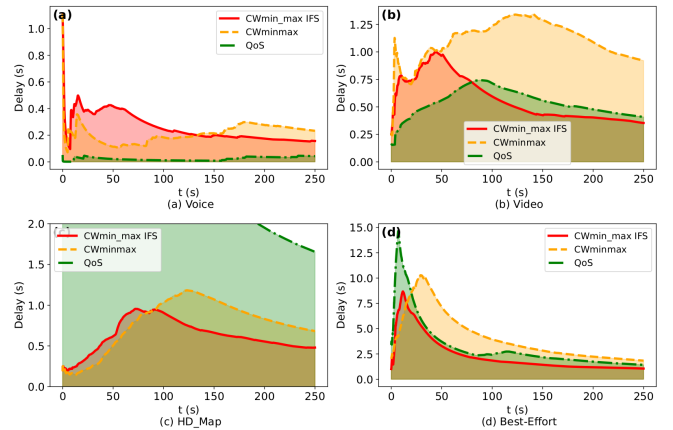 (a)
CWmin_max IFS
CWminmax
QoS
Delay (s)
1.0
0.8
0.6
0.4
0.2
0.0
0 50 100 150 200 250
t (s)
(a) Voice
(b)
Delay (s)
1.25
1.00
0.75
0.50
0.25
0.00
CWmin_max IFS
CWminmax
QoS
0 50 100 150 200 250
t (s)
(b) Video
(c)
CWmin_max IFS
CWminmax
QoS
Delay (s)
2.0
1.5
1.0
0.5
0.0
0 50 100 150 200 250
t (s)
(c) HD_Map
(d)
CWmin_max IFS
CWminmax
QoS
Delay (s)
15.0
12.5
10.0
7.5
5.0
2.5
0.0
0 50 100 150 200 250
t (s)
(d) Best-Effort